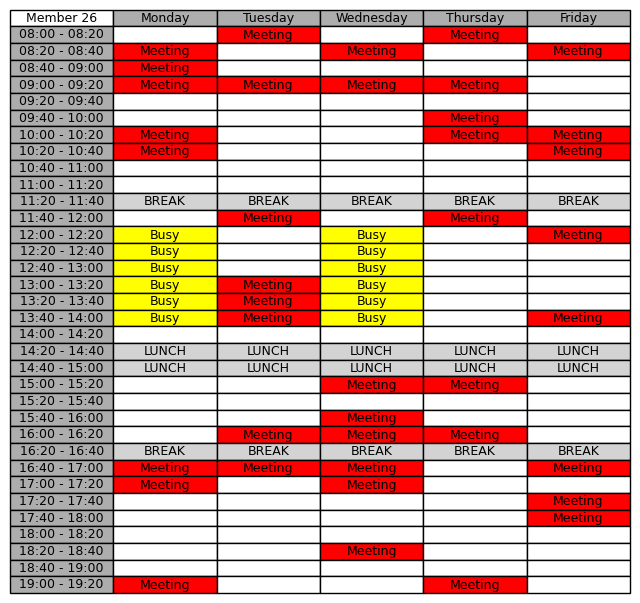 Member 26 Monday Tuesday Wednesday Thursday Friday
08:00 - 08:20 Meeting Meeting
08:20 - 08:40 Meeting Meeting Meeting
08:40 - 09:00 Meeting
09:00 - 09:20 Meeting Meeting Meeting Meeting
09:20 - 09:40
09:40 - 10:00 Meeting
10:00 - 10:20 Meeting Meeting Meeting
10:20 - 10:40 Meeting Meeting
10:40 - 11:00
11:00 - 11:20
11:20 - 11:40 BREAK BREAK BREAK BREAK BREAK
11:40 - 12:00 Meeting Meeting
12:00 - 12:20 Busy Busy Meeting
12:20 - 12:40 Busy Busy
12:40 - 13:00 Busy Busy
13:00 - 13:20 Busy Meeting Busy
13:20 - 13:40 Busy Meeting Busy
13:40 - 14:00 Busy Meeting Busy Meeting
14:00 - 14:20
14:20 - 14:40 LUNCH LUNCH LUNCH LUNCH LUNCH
14:40 - 15:00 LUNCH LUNCH LUNCH LUNCH LUNCH
15:00 - 15:20 Meeting Meeting
15:20 - 15:40
15:40 - 16:00 Meeting
16:00 - 16:20 Meeting Meeting Meeting
16:20 - 16:40 BREAK BREAK BREAK BREAK BREAK
16:40 - 17:00 Meeting Meeting Meeting Meeting
17:00 - 17:20 Meeting Meeting
17:20 - 17:40 Meeting
17:40 - 18:00 Meeting
18:00 - 18:20
18:20 - 18:40 Meeting
18:40 - 19:00
19:00 - 19:20 Meeting Meeting